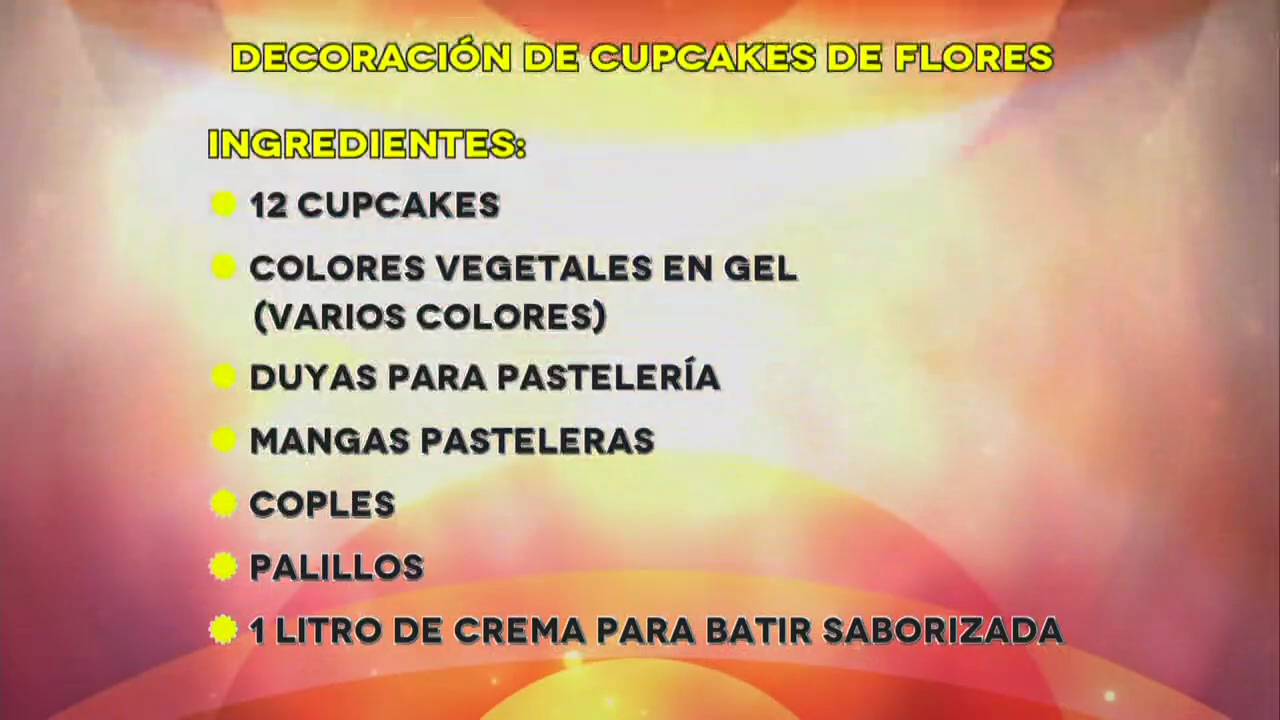 DECORACIÓN DE CUPCAKES DE FLORES
INGREDIENTES:
12 CUPCAKES
COLORES VEGETALES EN GEL
(VARIOS COLORES)
DUYAS PARA PASTELERÍA
MANGAS PASTELERAS
COPLES
PALILLOS
1 LITRO DE CREMA PARA BATIR SABORIZADA